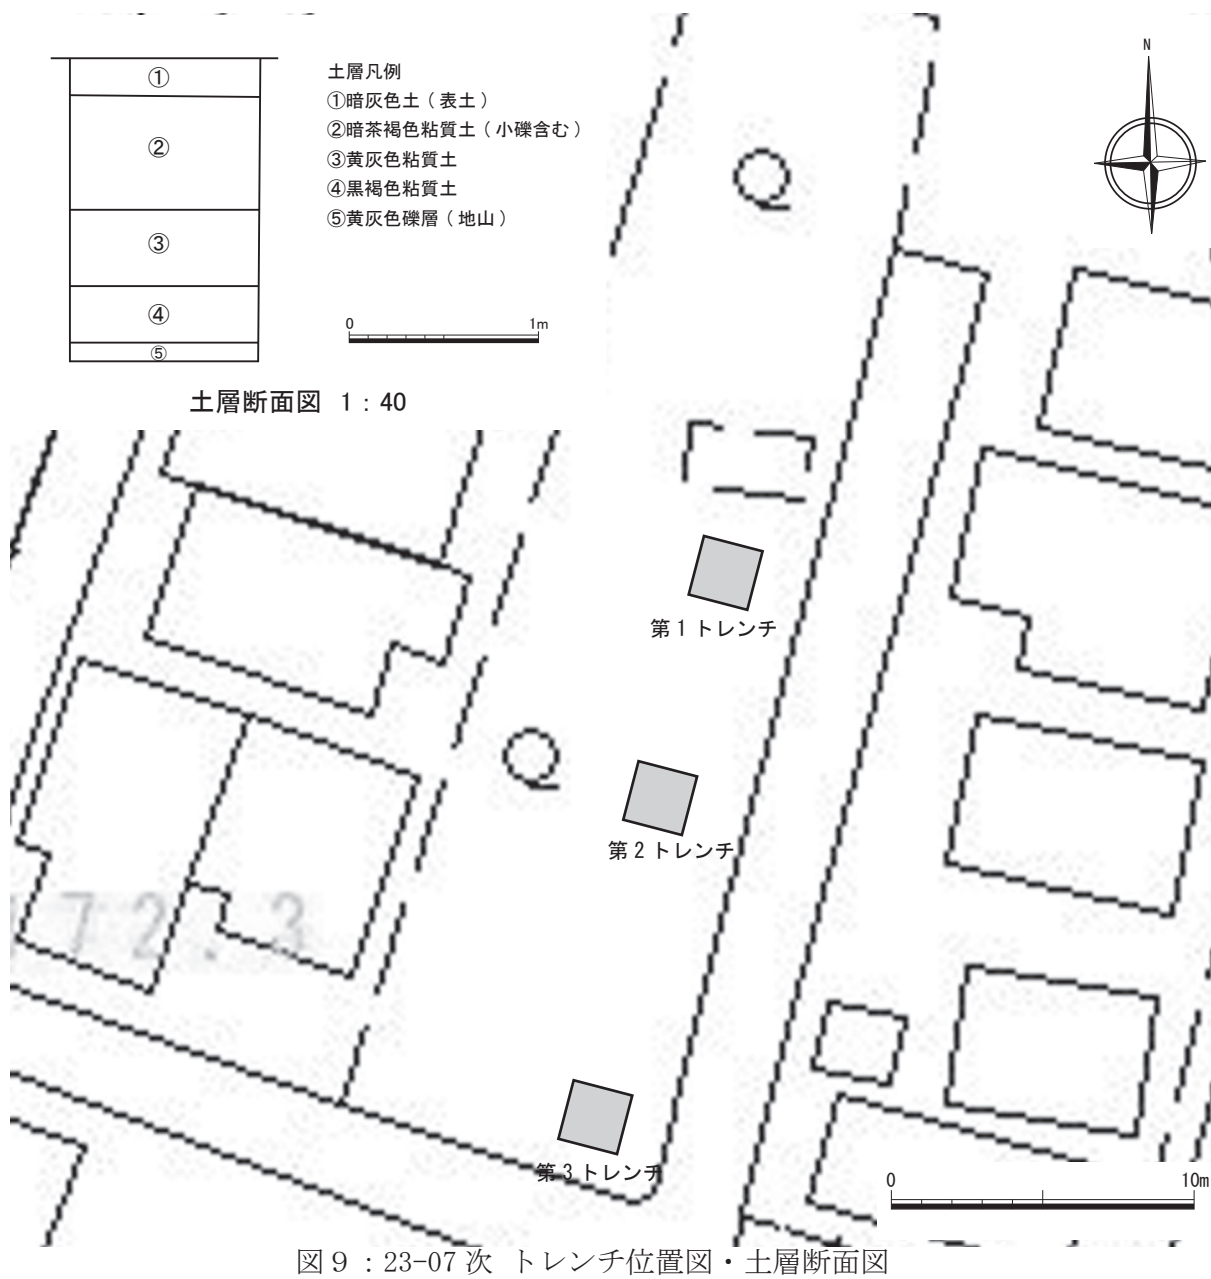 ①
②
③
④
⑤
土層凡例
①暗灰色土(表土)
②暗茶褐色粘質土(小礫含む)
③黄灰色粘質土
④黒褐色粘質土
⑤黄灰色礫層(地山)
0 1m
土層断面図 1:40
N
第1トレンチ
第2トレンチ
72.3
第3トレンチ
0 10m
図9:23-07次 トレンチ位置図・土層断面図